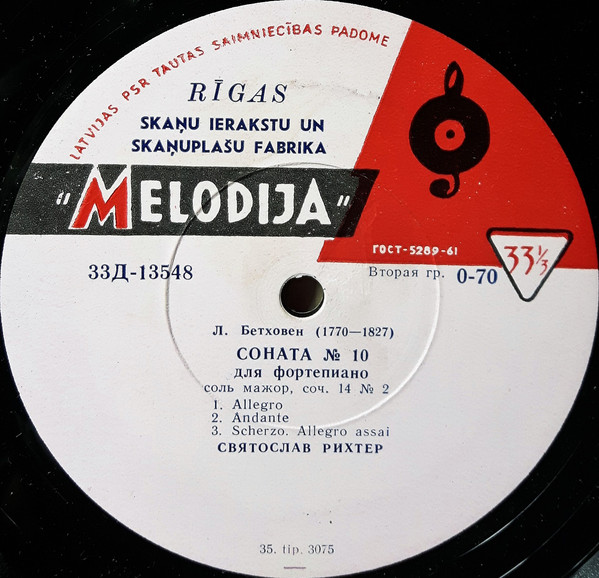 LATVIJAS PSR TAUTAS SAIMNIECĪBAS PADOME
RĪGAS
SKAŅU IERAKSTU UN
SKAŅUPLAŠU FABRIKA
"MELODIJA"
ГОСТ-5289-61
33Д-13548
Вторая гр. 0-70
33⅓
Л. Бетховен (1770—1827)
СОНАТА № 10
для фортепиано
соль мажор, соч. 14 № 2
1. Allegro
2. Andante
3. Scherzo. Allegro assai
СВЯТОСЛАВ РИХТЕР
35. tip. 3075